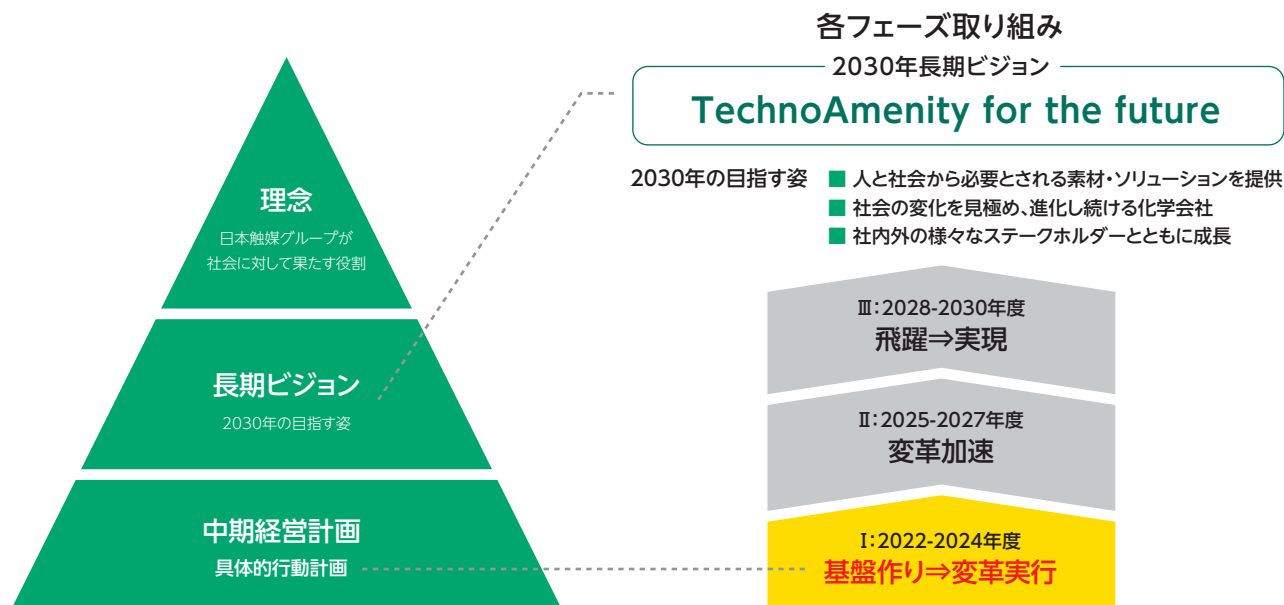 理念
日本触媒グループが
社会に対して果たす役割
長期ビジョン
2030年の目指す姿
中期経営計画
具体的行動計画
各フェーズ取り組み
2030年長期ビジョン
TechnoAmenity for the future
2030年の目指す姿
■ 人と社会から必要とされる素材・ソリューションを提供
■ 社会の変化を見極め、進化し続ける化学会社
■ 社内外の様々なステークホルダーとともに成長
Ⅲ：2028-2030年度
飛躍⇒実現
Ⅱ：2025-2027年度
変革加速
Ⅰ：2022-2024年度
基盤作り⇒変革実行